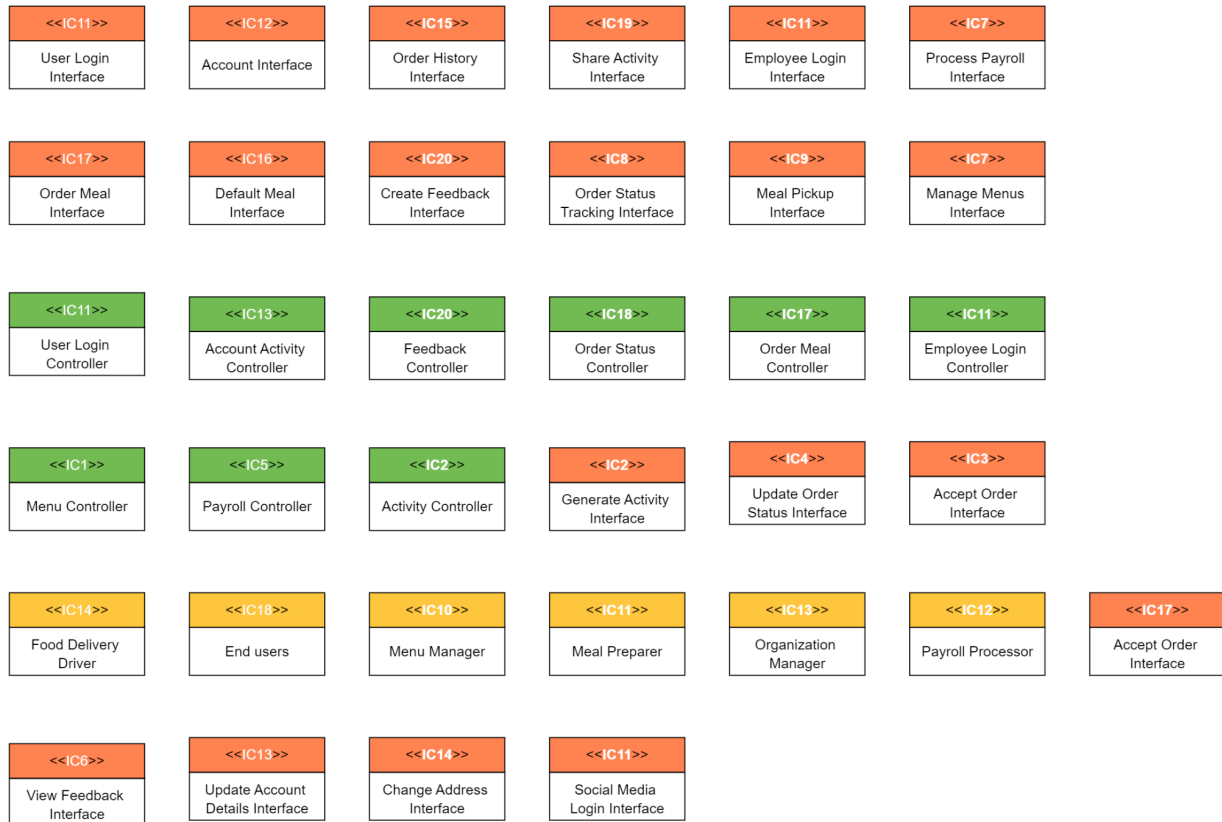 <<IC11>>
User Login
Interface
<<IC12>>
Account Interface
<<IC15>>
Order History
Interface
<<IC19>>
Share Activity
Interface
<<IC11>>
Employee Login
Interface
<<IC7>>
Process Payroll
Interface
<<IC17>>
Order Meal
Interface
<<IC16>>
Default Meal
Interface
<<IC20>>
Create Feedback
Interface
<<IC8>>
Order Status
Tracking Interface
<<IC9>>
Meal Pickup
Interface
<<IC7>>
Manage Menus
Interface
<<IC11>>
User Login
Controller
<<IC13>>
Account Activity
Controller
<<IC20>>
Feedback
Controller
<<IC18>>
Order Status
Controller
<<IC17>>
Order Meal
Controller
<<IC11>>
Employee Login
Controller
<<IC1>>
Menu Controller
<<IC5>>
Payroll Controller
<<IC2>>
Activity Controller
<<IC2>>
Generate Activity
Interface
<<IC4>>
Update Order
Status Interface
<<IC3>>
Accept Order
Interface
<<IC14>>
Food Delivery
Driver
<<IC18>>
End users
<<IC10>>
Menu Manager
<<IC11>>
Meal Preparer
<<IC13>>
Organization
Manager
<<IC12>>
Payroll Processor
<<IC17>>
Accept Order
Interface
<<IC6>>
View Feedback
Interface
<<IC13>>
Update Account
Details Interface
<<IC14>>
Change Address
Interface
<<IC11>>
Social Media
Login Interface